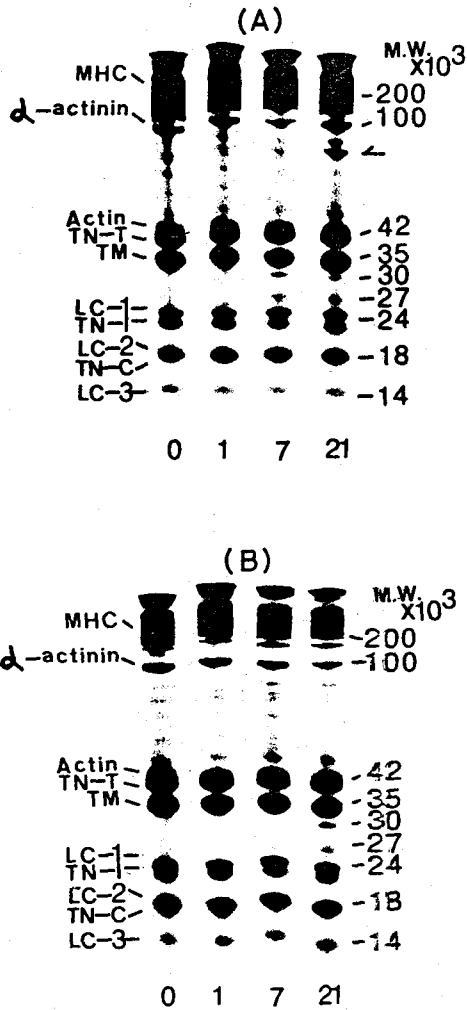 (A)
M.W.
X10³
MHC
200
α-actinin
100
Actin
42
TN-T
TM
35
30
27
LC-1
TN-I
24
LC-2
18
TN-C
LC-3
14
0 1 7 21
(B)
M.W.
X10³
MHC
200
α-actinin
100
Actin
42
TN-T
TM
35
30
27
LC-1
TN-I
24
LC-2
18
TN-C
LC-3
14
0 1 7 21